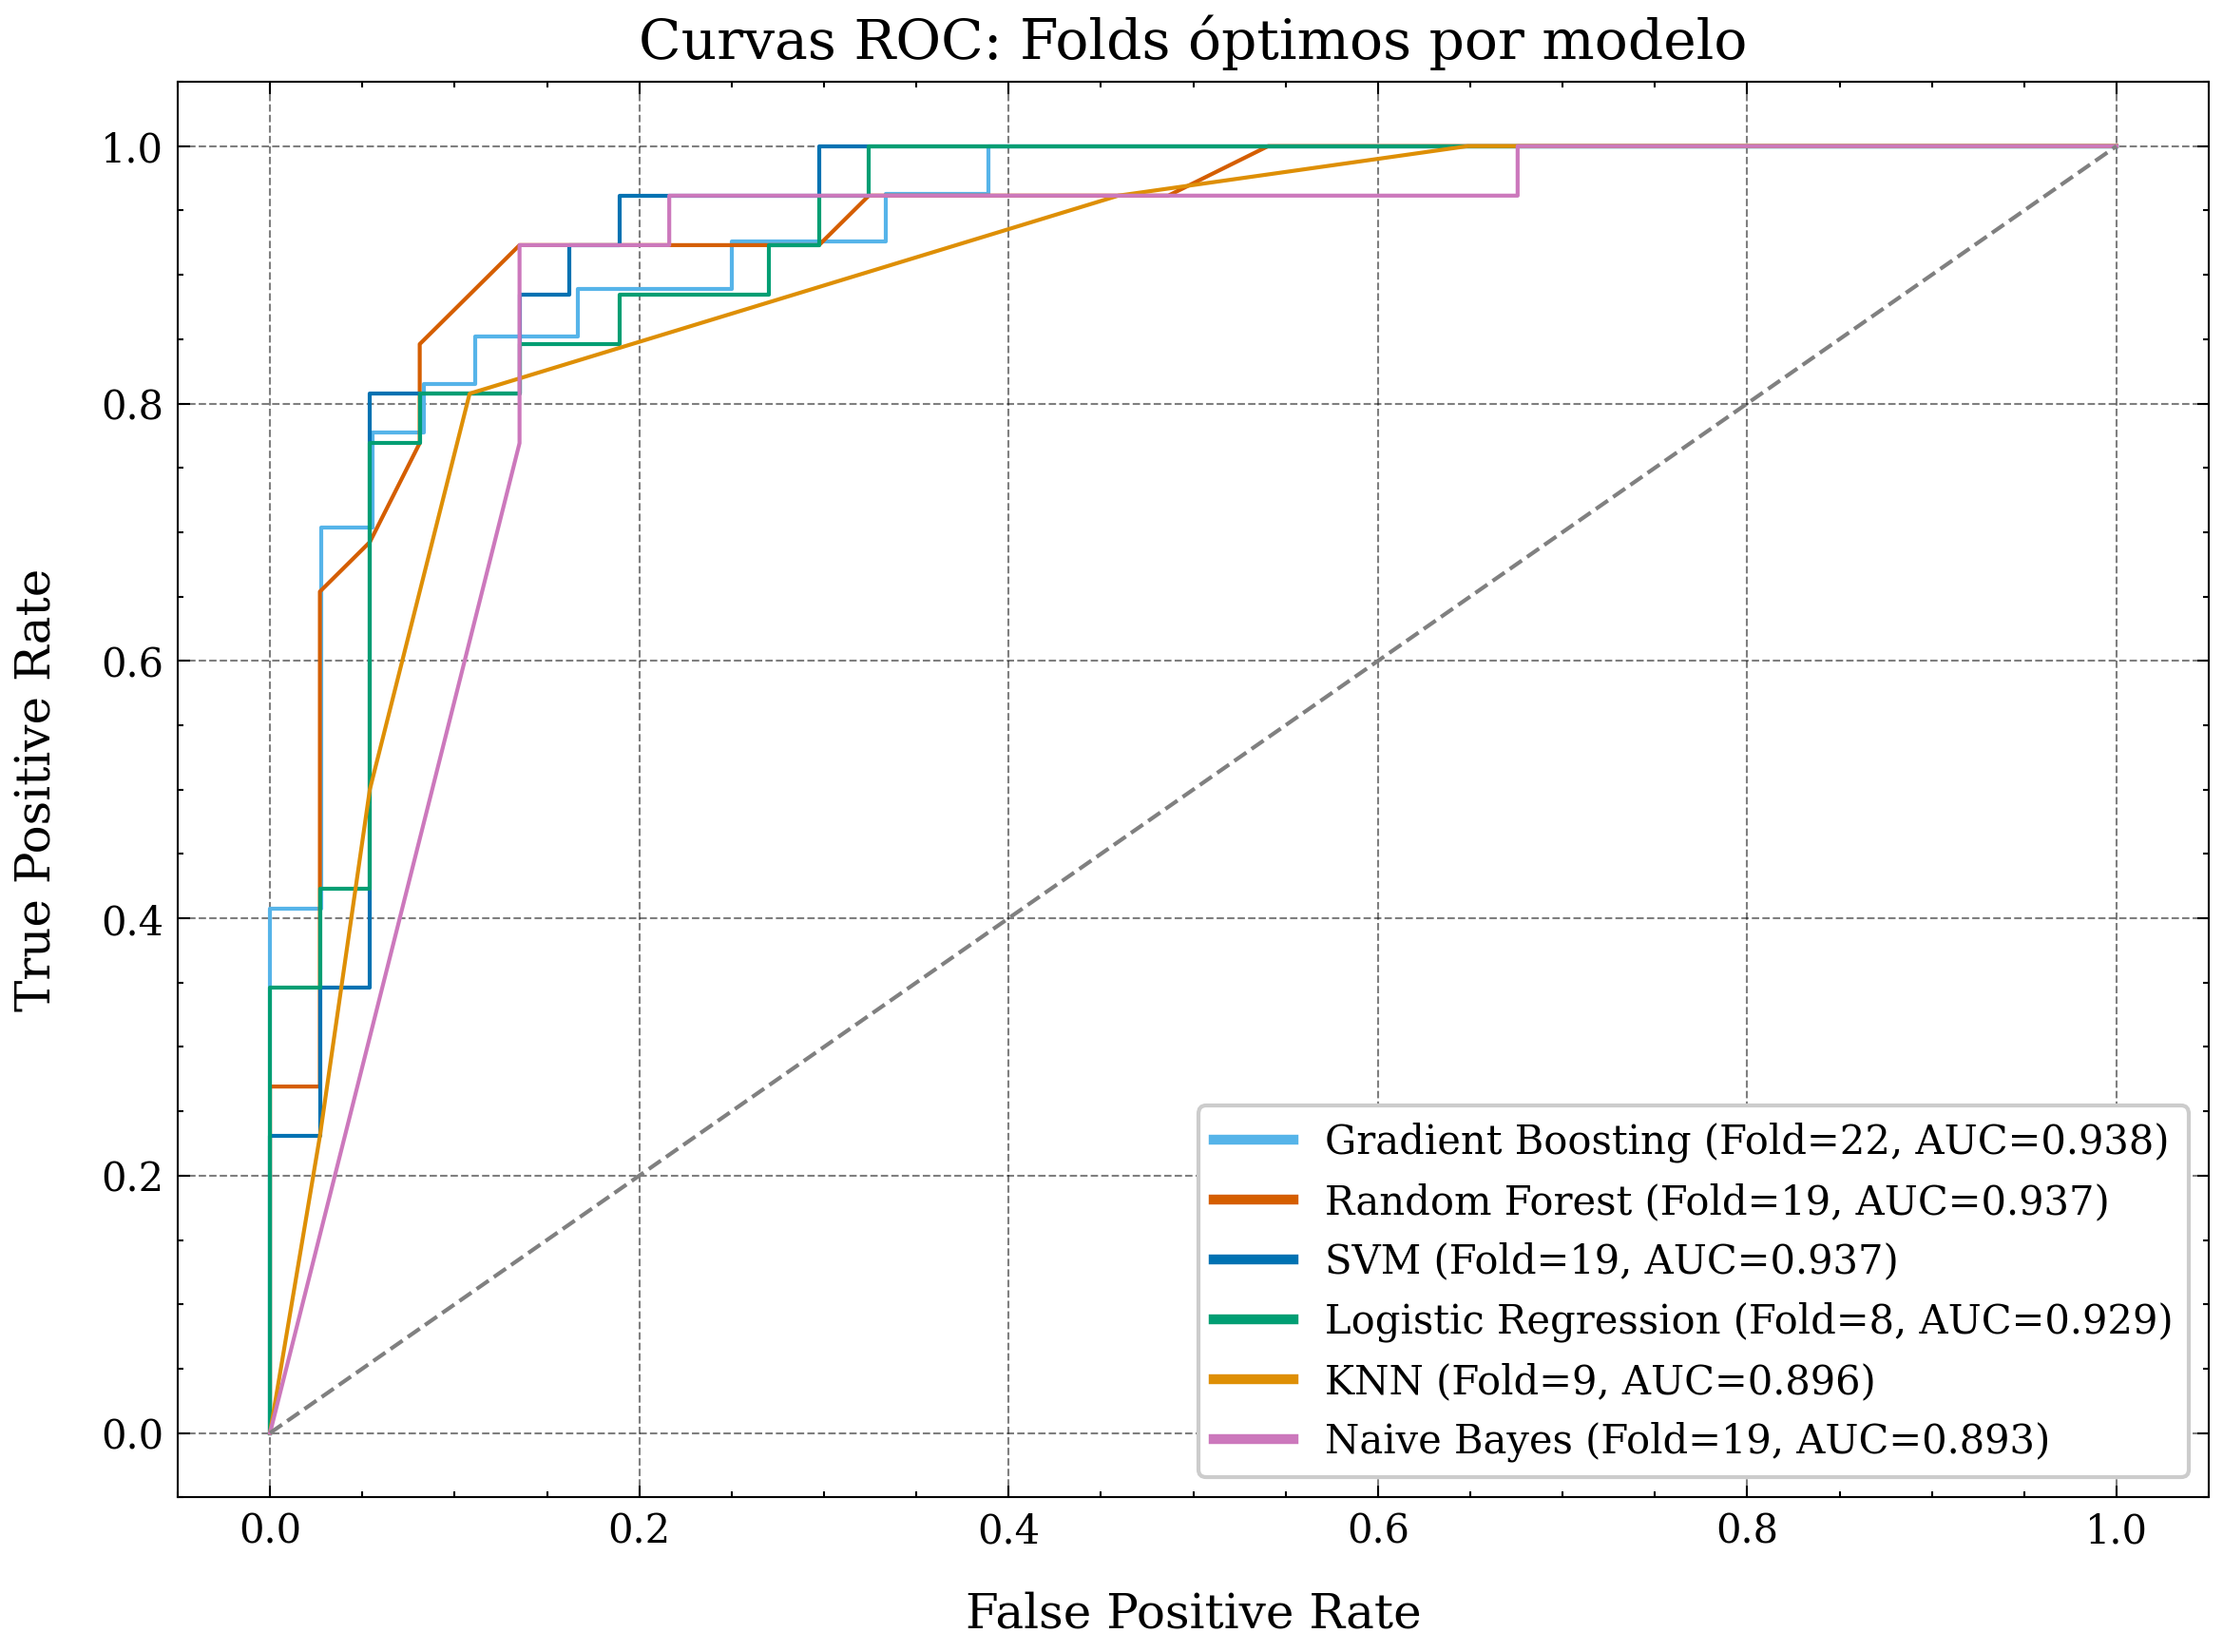 Curvas ROC: Folds óptimos por modelo
True Positive Rate
1.0
0.8
0.6
0.4
0.2
0.0
0.0 0.2 0.4 0.6 0.8 1.0
False Positive Rate
Gradient Boosting (Fold=22, AUC=0.938)
Random Forest (Fold=19, AUC=0.937)
SVM (Fold=19, AUC=0.937)
Logistic Regression (Fold=8, AUC=0.929)
KNN (Fold=9, AUC=0.896)
Naive Bayes (Fold=19, AUC=0.893)